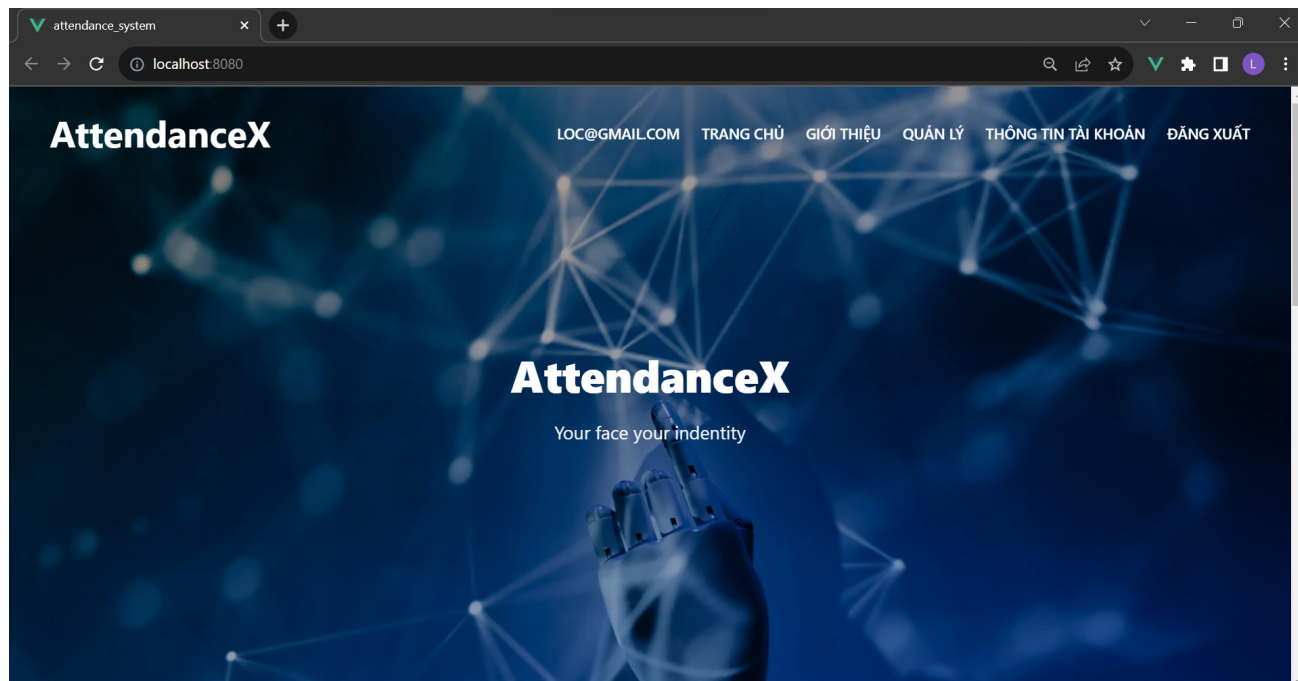 attendance_system
localhost:8080
L
AttendanceX
LOC@GMAIL.COM TRANG CHỦ GIỚI THIỆU QUẢN LÝ THÔNG TIN TÀI KHOẢN ĐĂNG XUẤT
AttendanceX
Your face your indentity